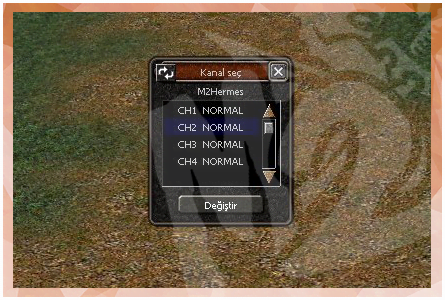 Kanal seç
M2Hermes
CH1 NORMAL
CH2 NORMAL
CH3 NORMAL
CH4 NORMAL
Değiştir